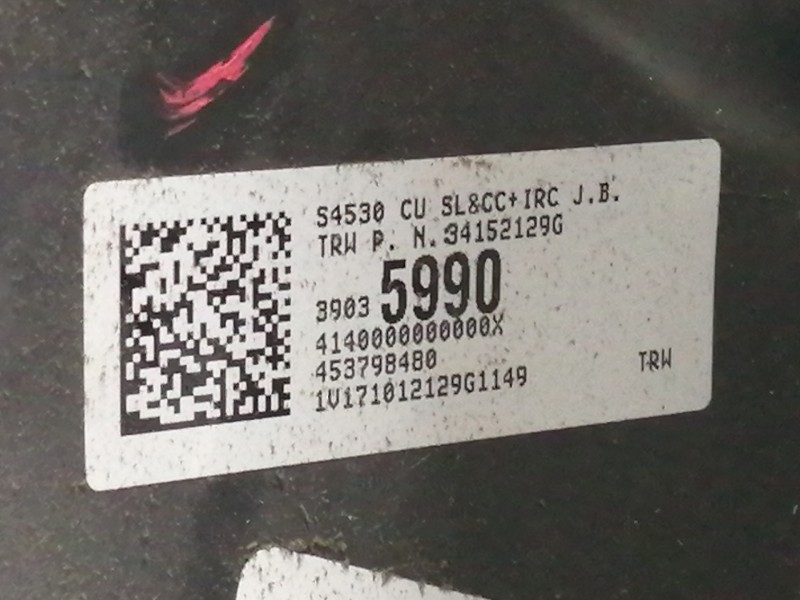 S4530 CU SL&CC+IRC J.B.
TRW P. N.34152129G
3903 5990
4140000000000X
453798480
1V171012129G1149
TRW